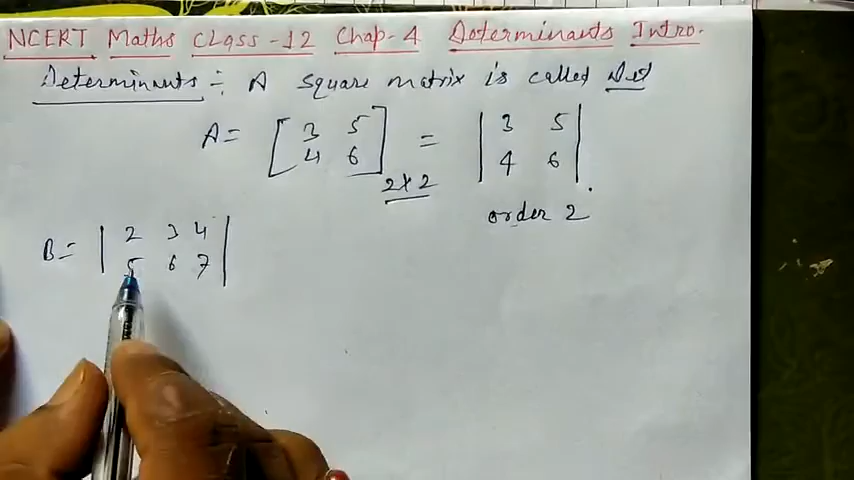 NCERT Maths Class-12 Chap-4 Determinants Intro.
Determinants ÷ A square matrix is called Det
A = [ 3 5 ] = | 3 5 |
4 6 4 6 .
2×2
order 2
B = | 2 3 4 |
5 6 7